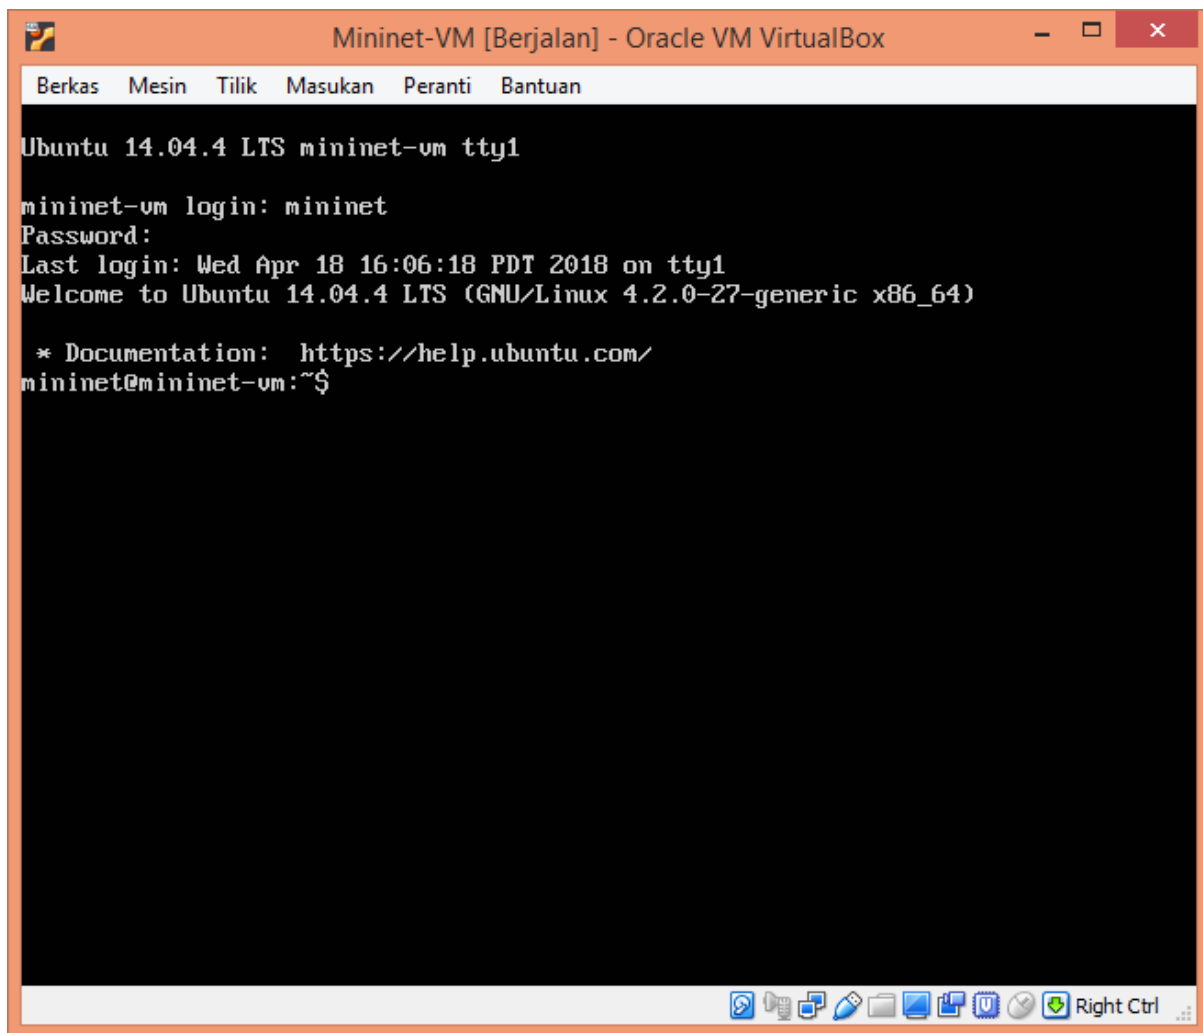 Mininet-VM [Berjalan] - Oracle VM VirtualBox
Berkas Mesin Tilik Masukan Peranti Bantuan
Ubuntu 14.04.4 LTS mininet-vm tty1
mininet-vm login: mininet
Password:
Last login: Wed Apr 18 16:06:18 PDT 2018 on tty1
Welcome to Ubuntu 14.04.4 LTS (GNU/Linux 4.2.0-27-generic x86_64)
* Documentation: https://help.ubuntu.com/
mininet@mininet-vm:~$
Right Ctrl